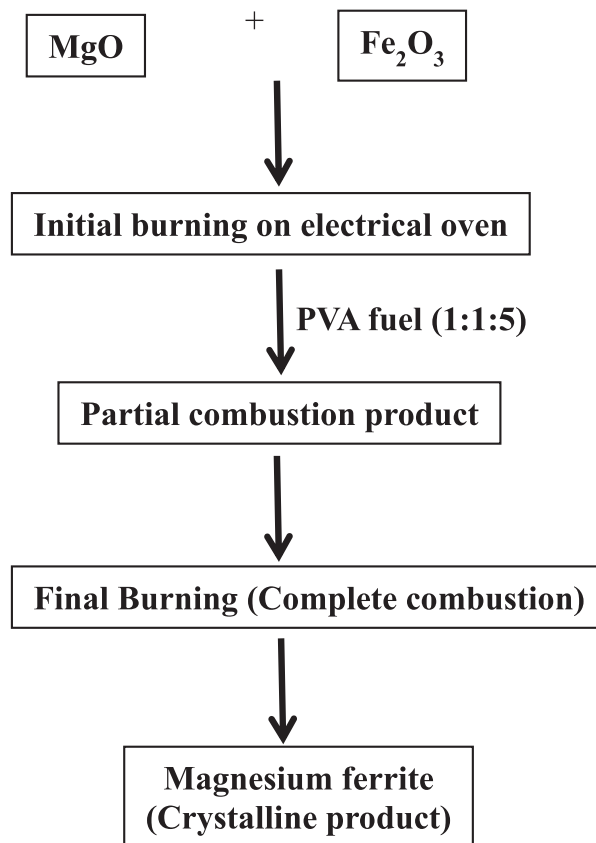 MgO + Fe₂O₃
Initial burning on electrical oven
PVA fuel (1:1:5)
Partial combustion product
Final Burning (Complete combustion)
Magnesium ferrite
(Crystalline product)